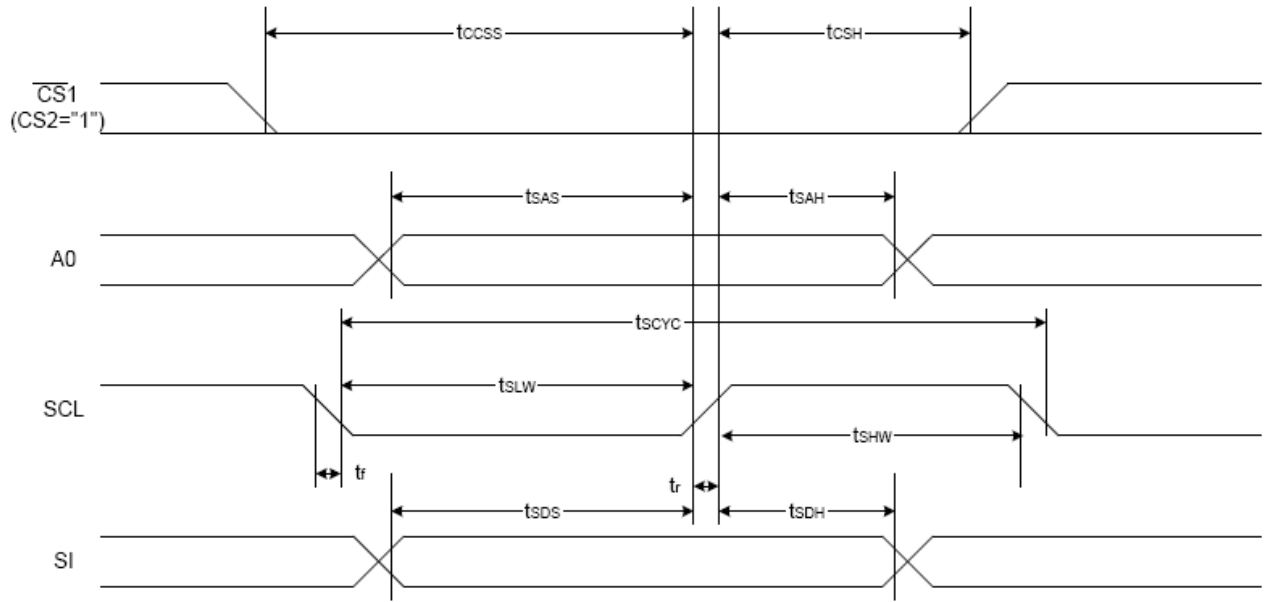 tCCSS
tCSH
CS1
(CS2="1")
tSAS
tSAH
A0
tSCYC
tSLW
SCL
tSHW
tf
tr
tSDS
tSDH
SI